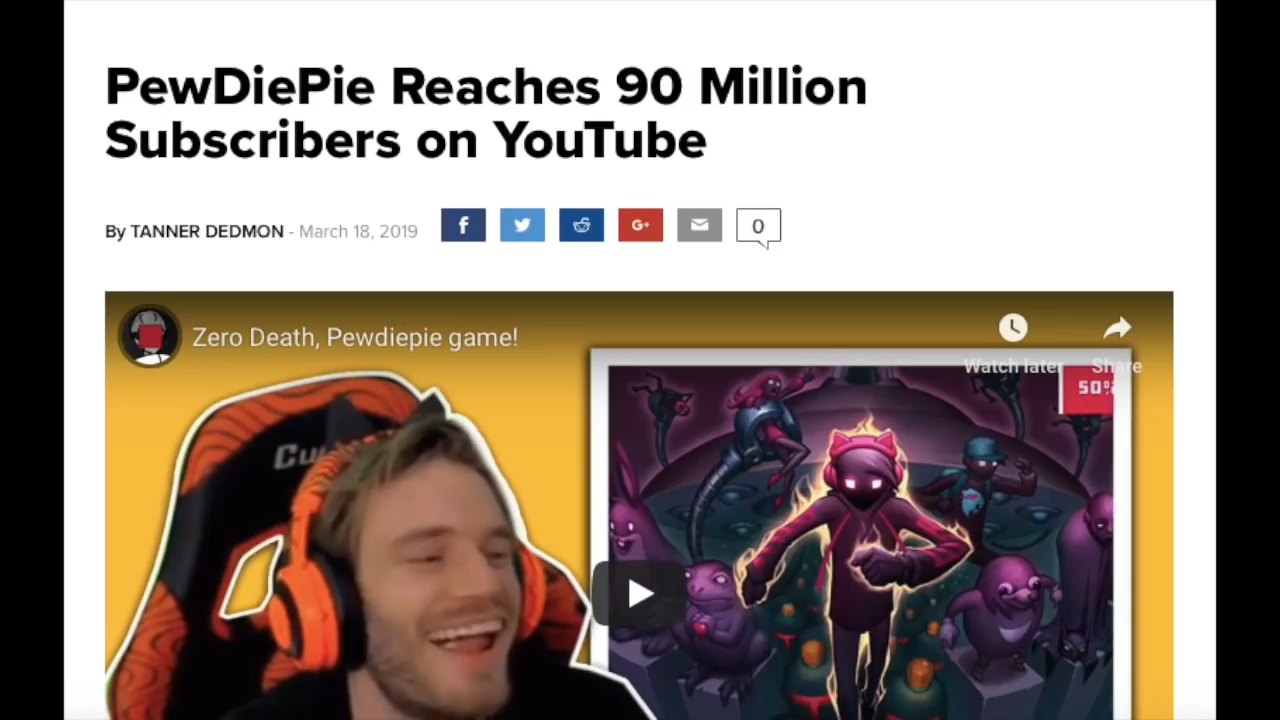 PewDiePie Reaches 90 Million
Subscribers on YouTube
By TANNER DEDMON - March 18, 2019
f
G+
0
Zero Death, Pewdiepie game!
Watch later
Share
50%